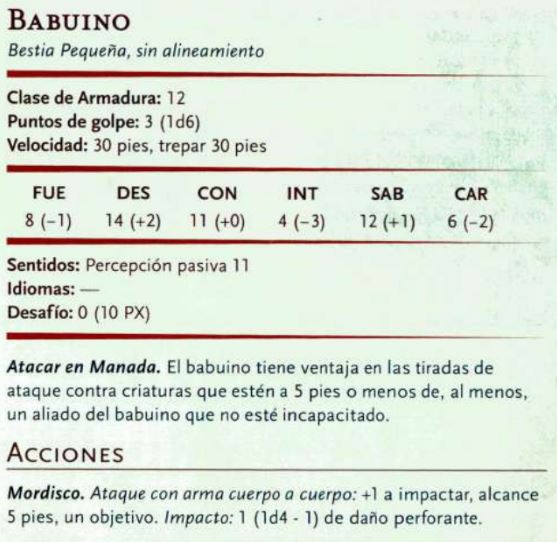 BABUINO
Bestia Pequeña, sin alineamiento
Clase de Armadura: 12
Puntos de golpe: 3 (1d6)
Velocidad: 30 pies, trepar 30 pies
FUE DES CON INT SAB CAR
8 (−1) 14 (+2) 11 (+0) 4 (−3) 12 (+1) 6 (−2)
Sentidos: Percepción pasiva 11
Idiomas: —
Desafío: 0 (10 PX)
Atacar en Manada. El babuino tiene ventaja en las tiradas de
ataque contra criaturas que estén a 5 pies o menos de, al menos,
un aliado del babuino que no esté incapacitado.
ACCIONES
Mordisco. Ataque con arma cuerpo a cuerpo: +1 a impactar, alcance
5 pies, un objetivo. Impacto: 1 (1d4 - 1) de daño perforante.